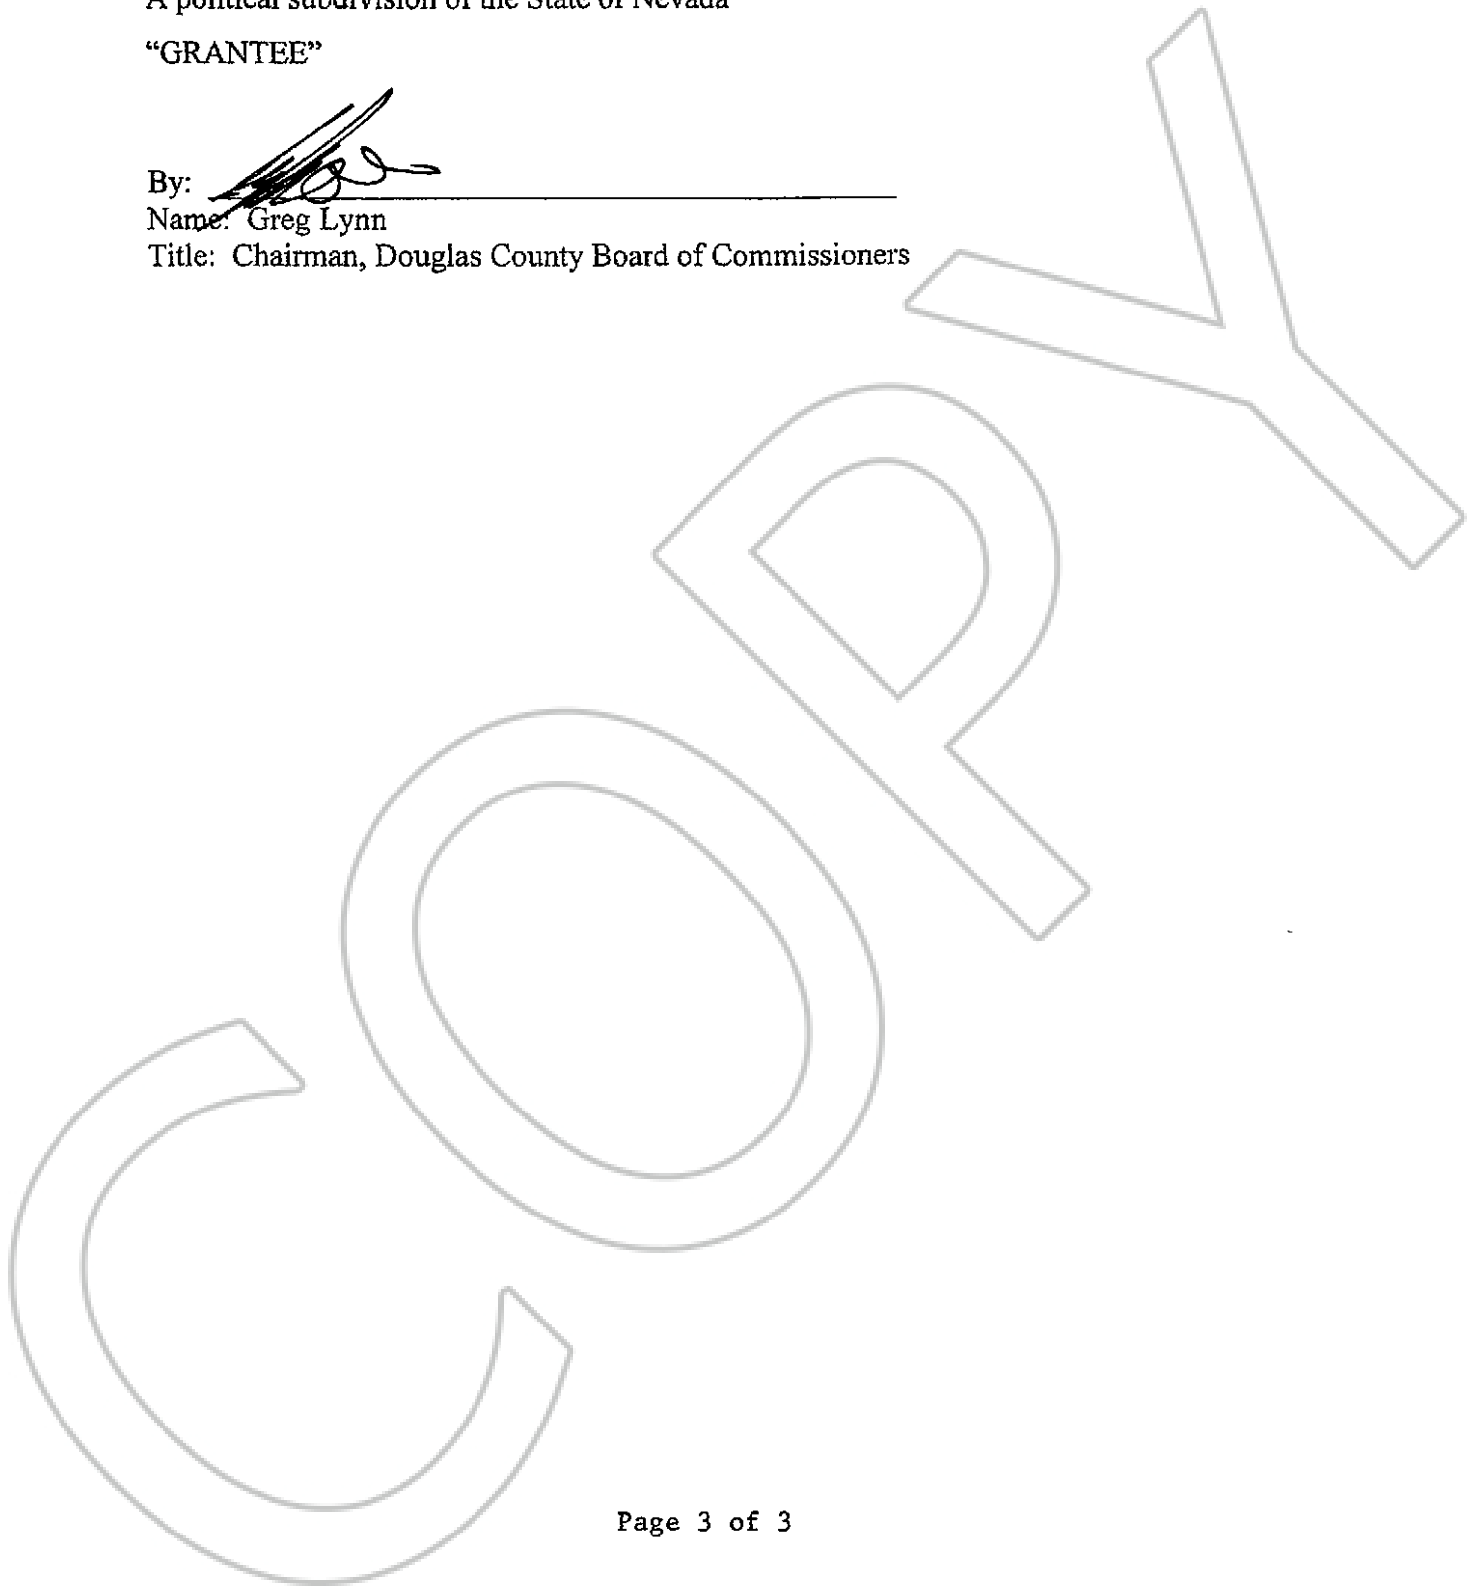 A political subdivision of the State of Nevada
“GRANTEE”
By:
Name: Greg Lynn
Title: Chairman, Douglas County Board of Commissioners
COPY
Page 3 of 3